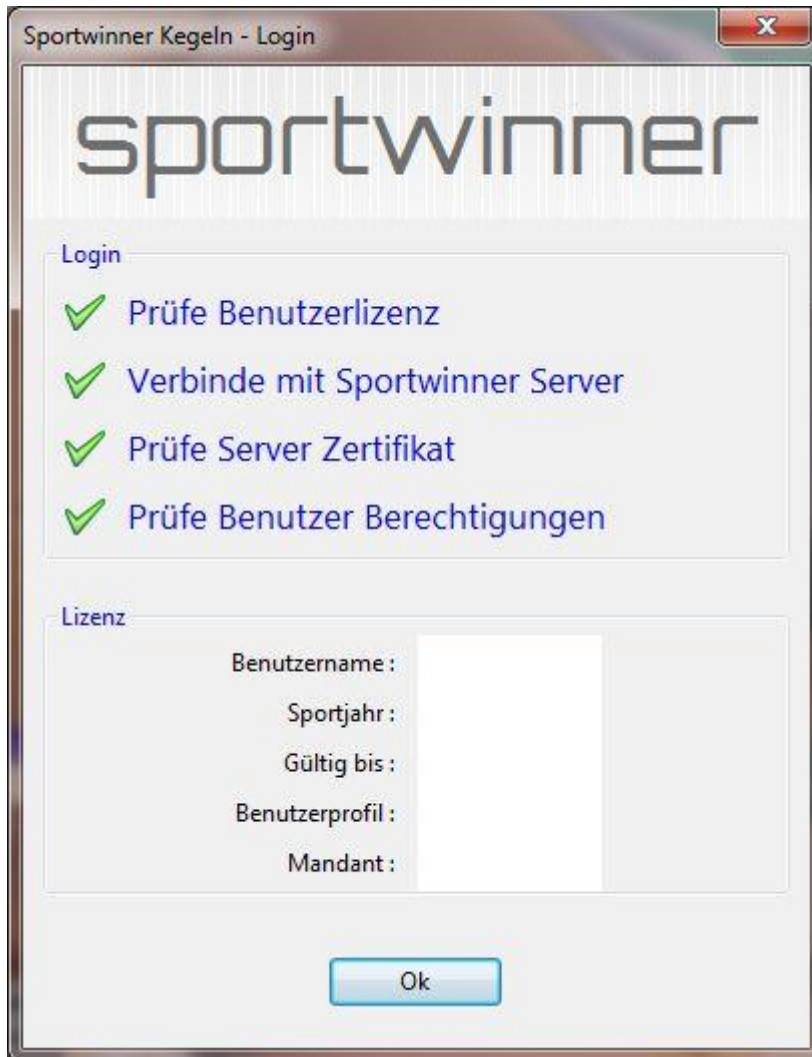 Sportwinner Kegeln - Login
sportwinner
Login
Prüfe Benutzerlizenz
Verbinde mit Sportwinner Server
Prüfe Server Zertifikat
Prüfe Benutzer Berechtigungen
Lizenz
Benutzername :
Sportjahr :
Gültig bis :
Benutzerprofil :
Mandant :
Ok